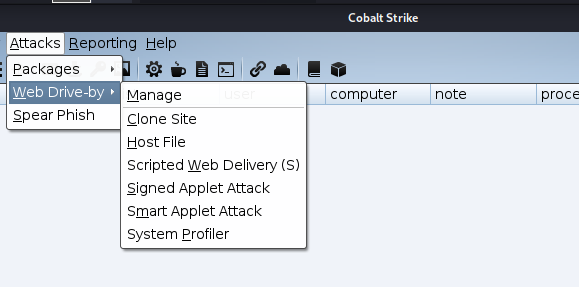 Cobalt Strike
Attacks Reporting Help
Packages
Web Drive-by
Spear Phish
Manage
Clone Site
Host File
Scripted Web Delivery (S)
Signed Applet Attack
Smart Applet Attack
System Profiler
user computer note proce